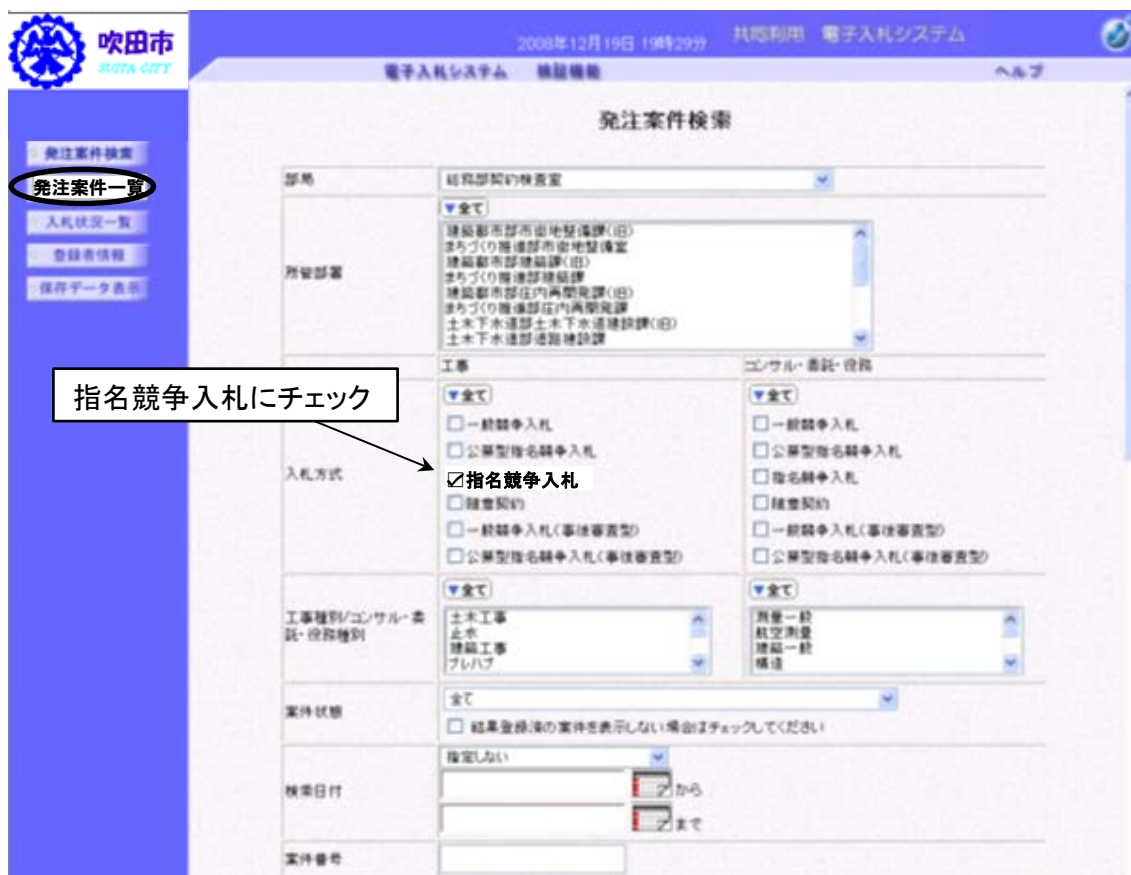 吹田市
SUITA CITY
2008年12月19日 19時29分
共同利用 電子入札システム
電子入札システム 検証機能 ヘルプ
発注案件検索
発注案件検索
発注案件一覧
入札状況一覧
登録者情報
保存データ表示
部局
総務部契約検査室
所管部署
▼全て
建築都市部市街地整備課(旧)
まちづくり推進部市街地整備室
建築都市部建築課(旧)
まちづくり推進部建築課
建築都市部庄内再開発課(旧)
まちづくり推進部庄内再開発課
土木下水道部土木下水道建設課(旧)
土木下水道部道路建設課
工事 コンサル・委託・役務
指名競争入札にチェック
入札方式
▼全て
一般競争入札
公募型指名競争入札
指名競争入札
随意契約
一般競争入札(事後審査型)
公募型指名競争入札(事後審査型)
▼全て
一般競争入札
公募型指名競争入札
指名競争入札
随意契約
一般競争入札(事後審査型)
公募型指名競争入札(事後審査型)
工事種別/コンサル・委
託・役務種別
▼全て
土木工事
止水
建築工事
プレハブ
▼全て
測量一般
航空測量
建築一般
構造
案件状態
全て
結果登録済の案件を表示しない場合はチェックしてください
検索日付
指定しない
から
まで
案件番号